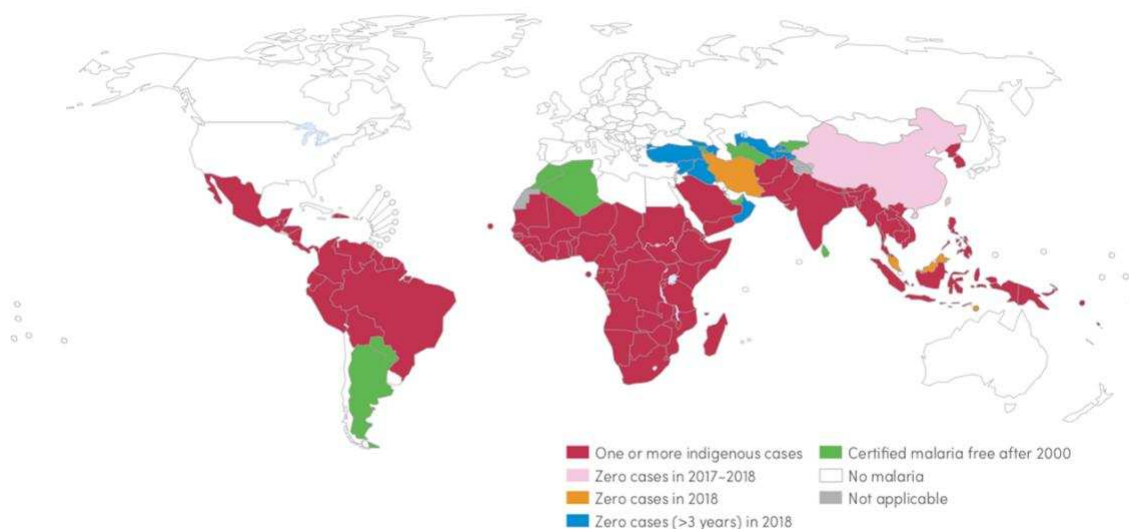 One or more indigenous cases
Zero cases in 2017–2018
Zero cases in 2018
Zero cases (>3 years) in 2018
Certified malaria free after 2000
No malaria
Not applicable